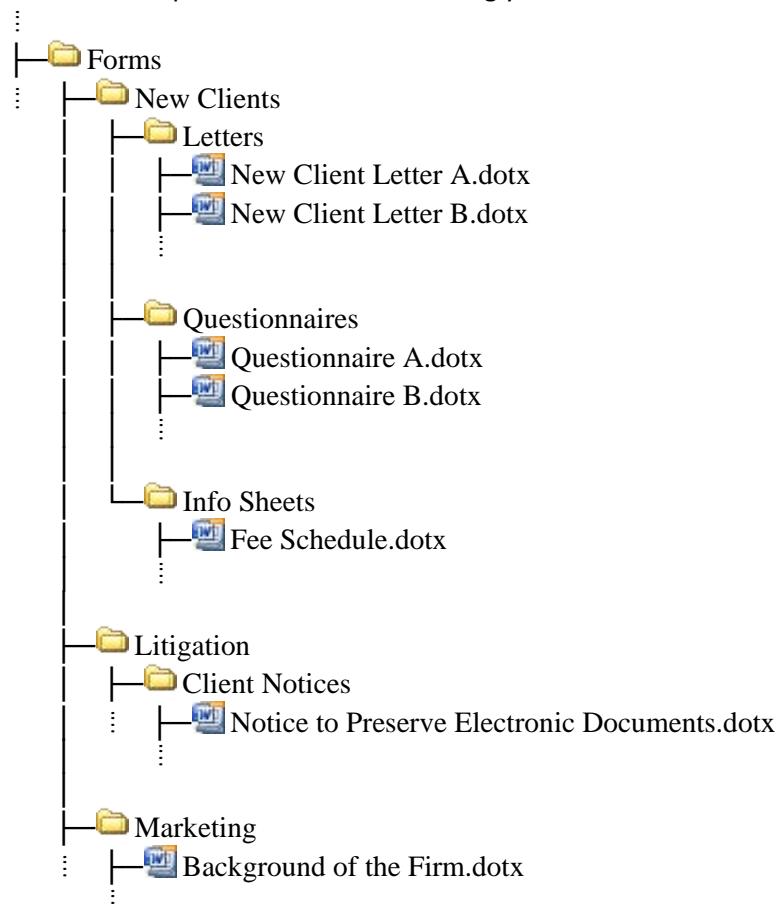 Forms
New Clients
Letters
New Client Letter A.dotx
New Client Letter B.dotx
Questionnaires
Questionnaire A.dotx
Questionnaire B.dotx
Info Sheets
Fee Schedule.dotx
Litigation
Client Notices
Notice to Preserve Electronic Documents.dotx
Marketing
Background of the Firm.dotx